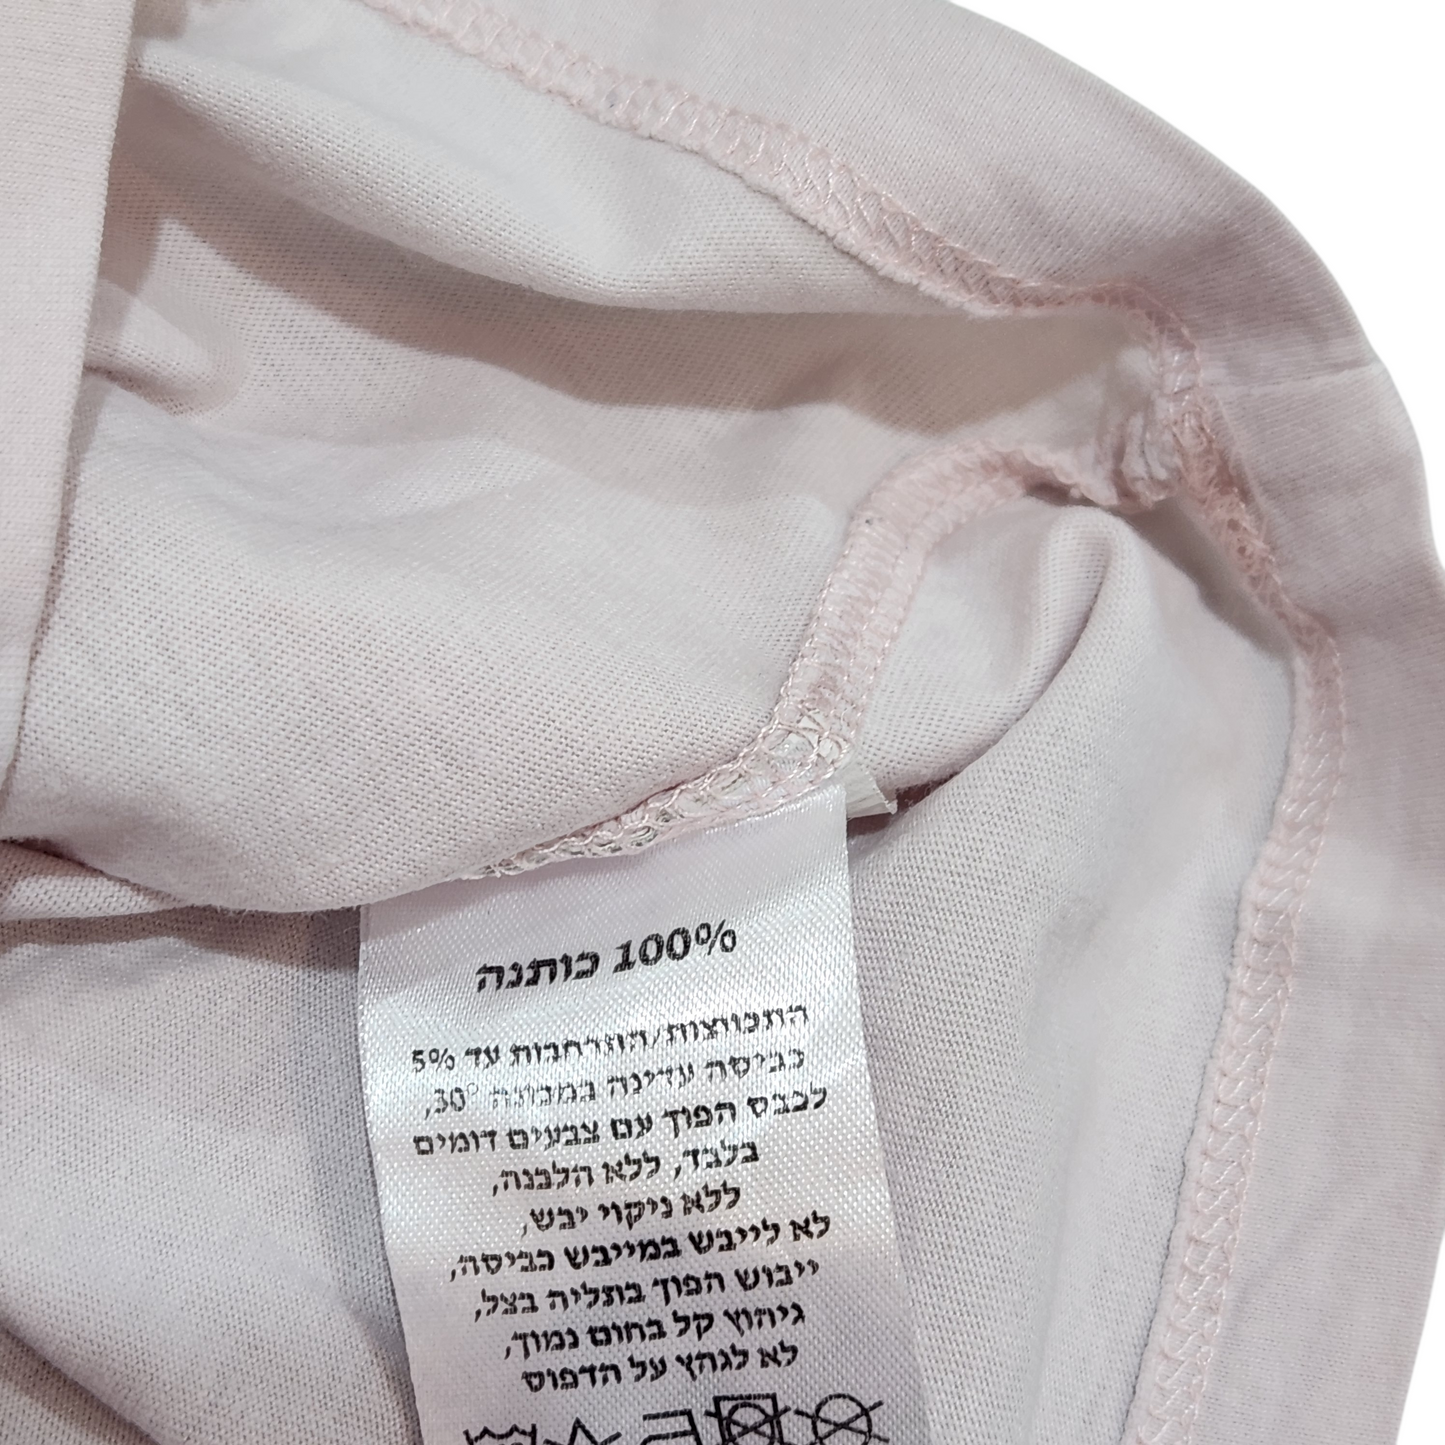 100% כותנה
התכווצות/התרחבות עד 5%
כביסה עדינה במכונה 30°,
לכבס הפוך עם צבעים דומים
בלבד, ללא הלבנה,
ללא ניקוי יבש,
לא לייבש במייבש כביסה,
ייבוש הפוך בתליה בצל,
גיהוץ קל בחום נמוך,
לא לגהץ על הדפוס